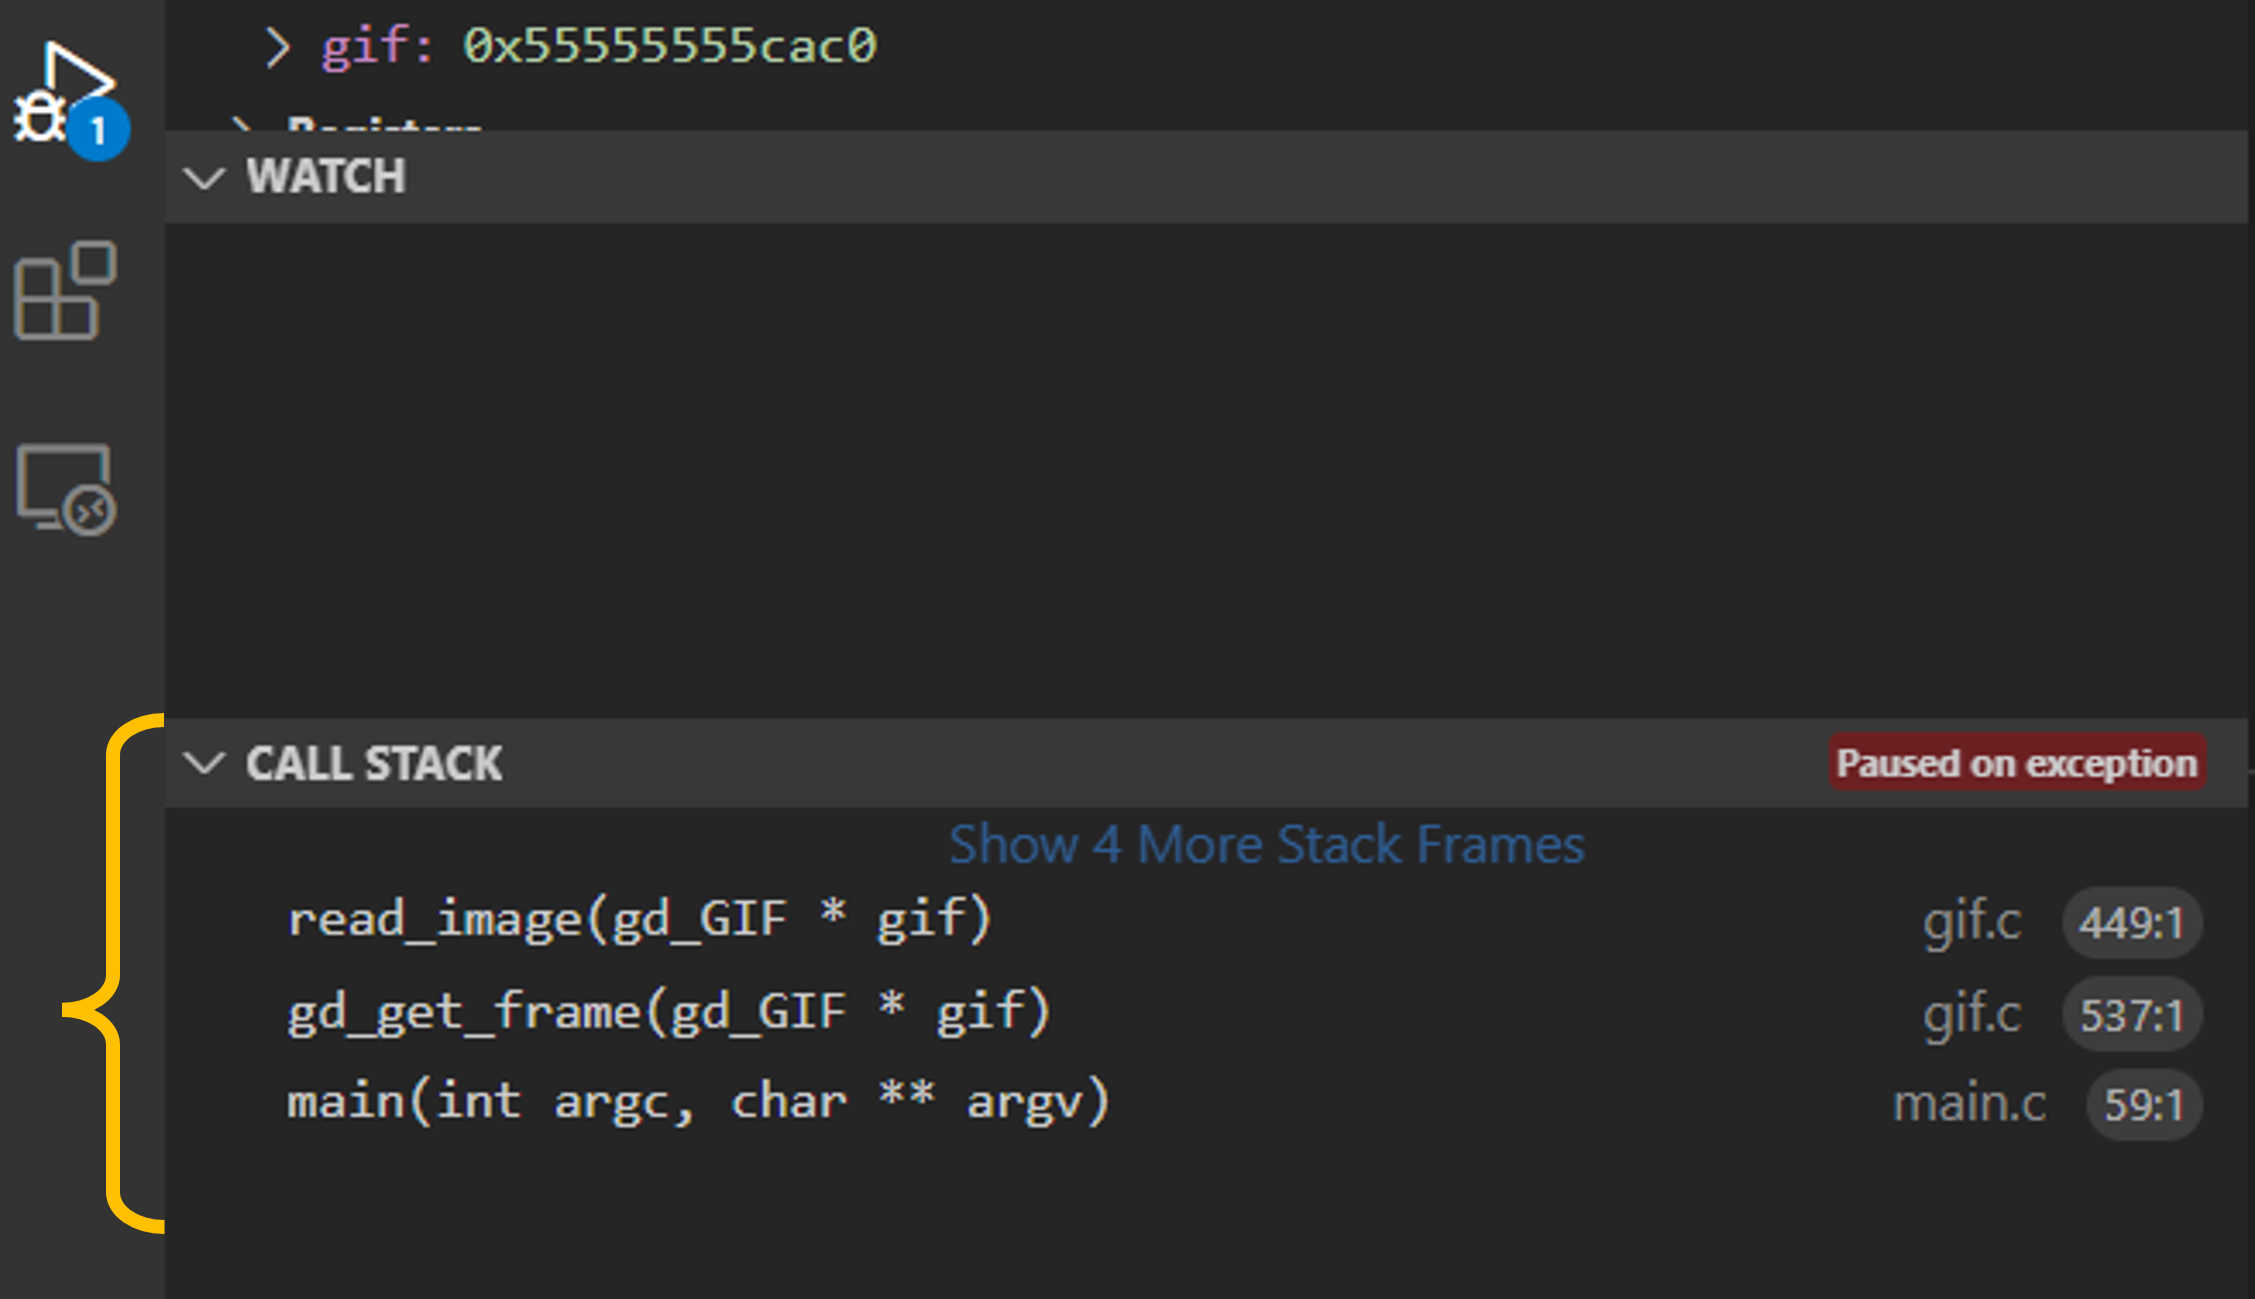 gif: 0x55555555cac0
1
Registers
WATCH
CALL STACK Paused on exception
Show 4 More Stack Frames
read_image(gd_GIF * gif) gif.c 449:1
gd_get_frame(gd_GIF * gif) gif.c 537:1
main(int argc, char ** argv) main.c 59:1